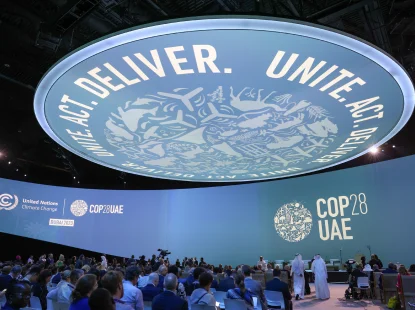 UNITE. ACT. DELIVER.
UNITE. ACT. DELIVER
United Nations
Climate Change
COP28UAE
COP28
UAE